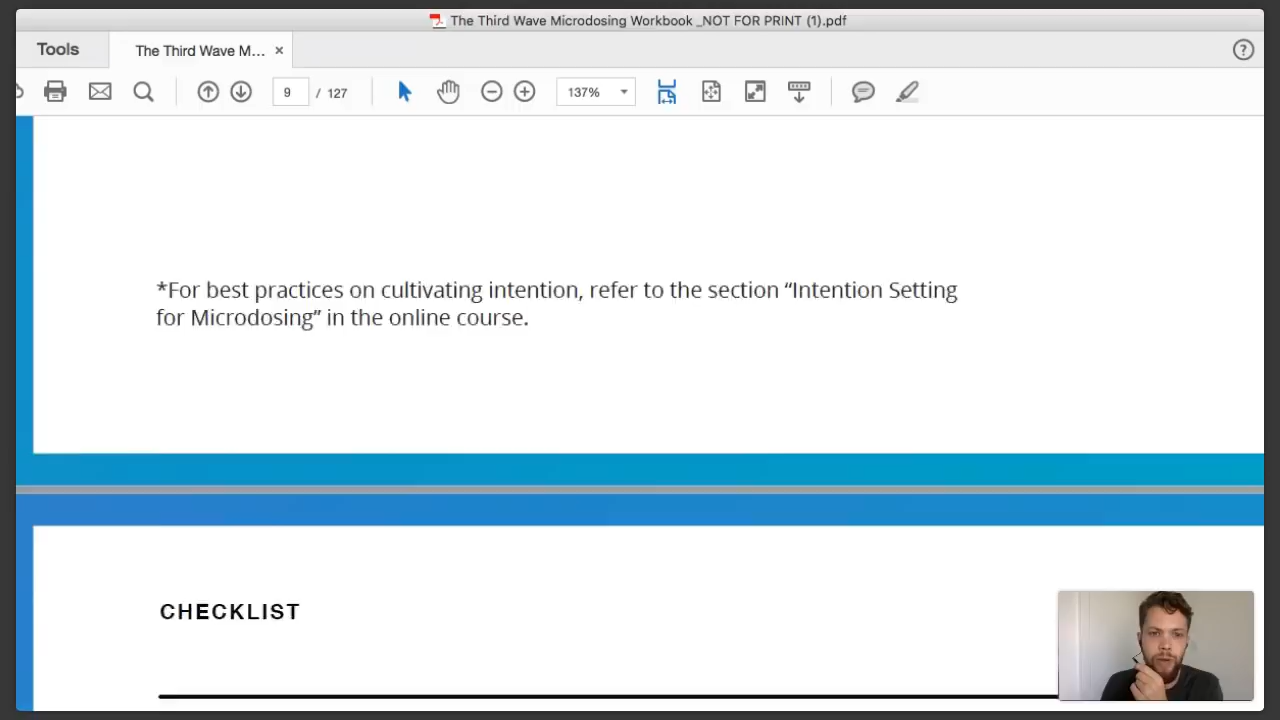 The Third Wave Microdosing Workbook _NOT FOR PRINT (1).pdf
Tools
The Third Wave M... ×
?
9 / 127
137%
*For best practices on cultivating intention, refer to the section “Intention Setting
for Microdosing” in the online course.
CHECKLIST